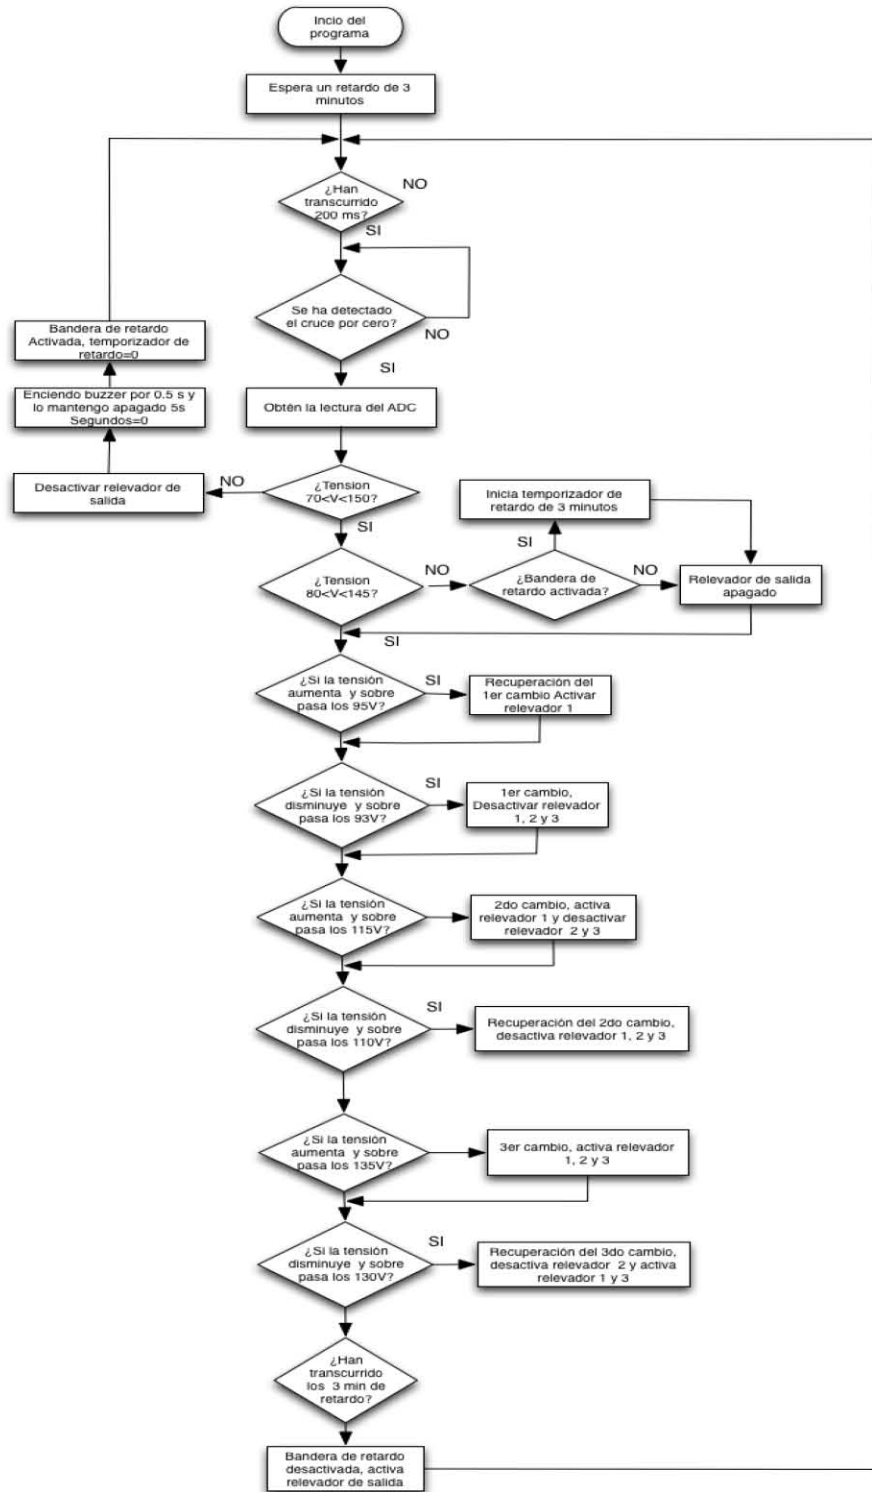 Incio del
programa
Espera un retardo de 3
minutos
¿Han
transcurrido
200 ms?
NO
SI
Se ha detectado
el cruce por cero?
NO
SI
Bandera de retardo
Activada, temporizador de
retardo=0
Enciendo buzzer por 0.5 s y
lo mantengo apagado 5s
Segundos=0
Obtén la lectura del ADC
Desactivar relevador de
salida
NO
¿Tension
70<V<150?
SI
Inicia temporizador de
retardo de 3 minutos
SI
¿Tension
80<V<145?
NO
¿Bandera de
retardo activada?
NO
Relevador de salida
apagado
SI
¿Si la tensión
aumenta y sobre
pasa los 95V?
SI
Recuperación del
1er cambio Activar
relevador 1
¿Si la tensión
disminuye y sobre
pasa los 93V?
SI
1er cambio,
Desactivar relevador
1, 2 y 3
¿Si la tensión
aumenta y sobre
pasa los 115V?
2do cambio, activa
relevador 1 y desactivar
relevador 2 y 3
¿Si la tensión
disminuye y sobre
pasa los 110V?
SI
Recuperación del 2do cambio,
desactiva relevador 1, 2 y 3
¿Si la tensión
aumenta y sobre
pasa los 135V?
3er cambio, activa relevador
1, 2 y 3
¿Si la tensión
disminuye y sobre
pasa los 130V?
SI
Recuperación del 3do cambio,
desactiva relevador 2 y activa
relevador 1 y 3
¿Han
transcurrido
los 3 min de
retardo?
Bandera de retardo
desactivada, activa
relevador de salida